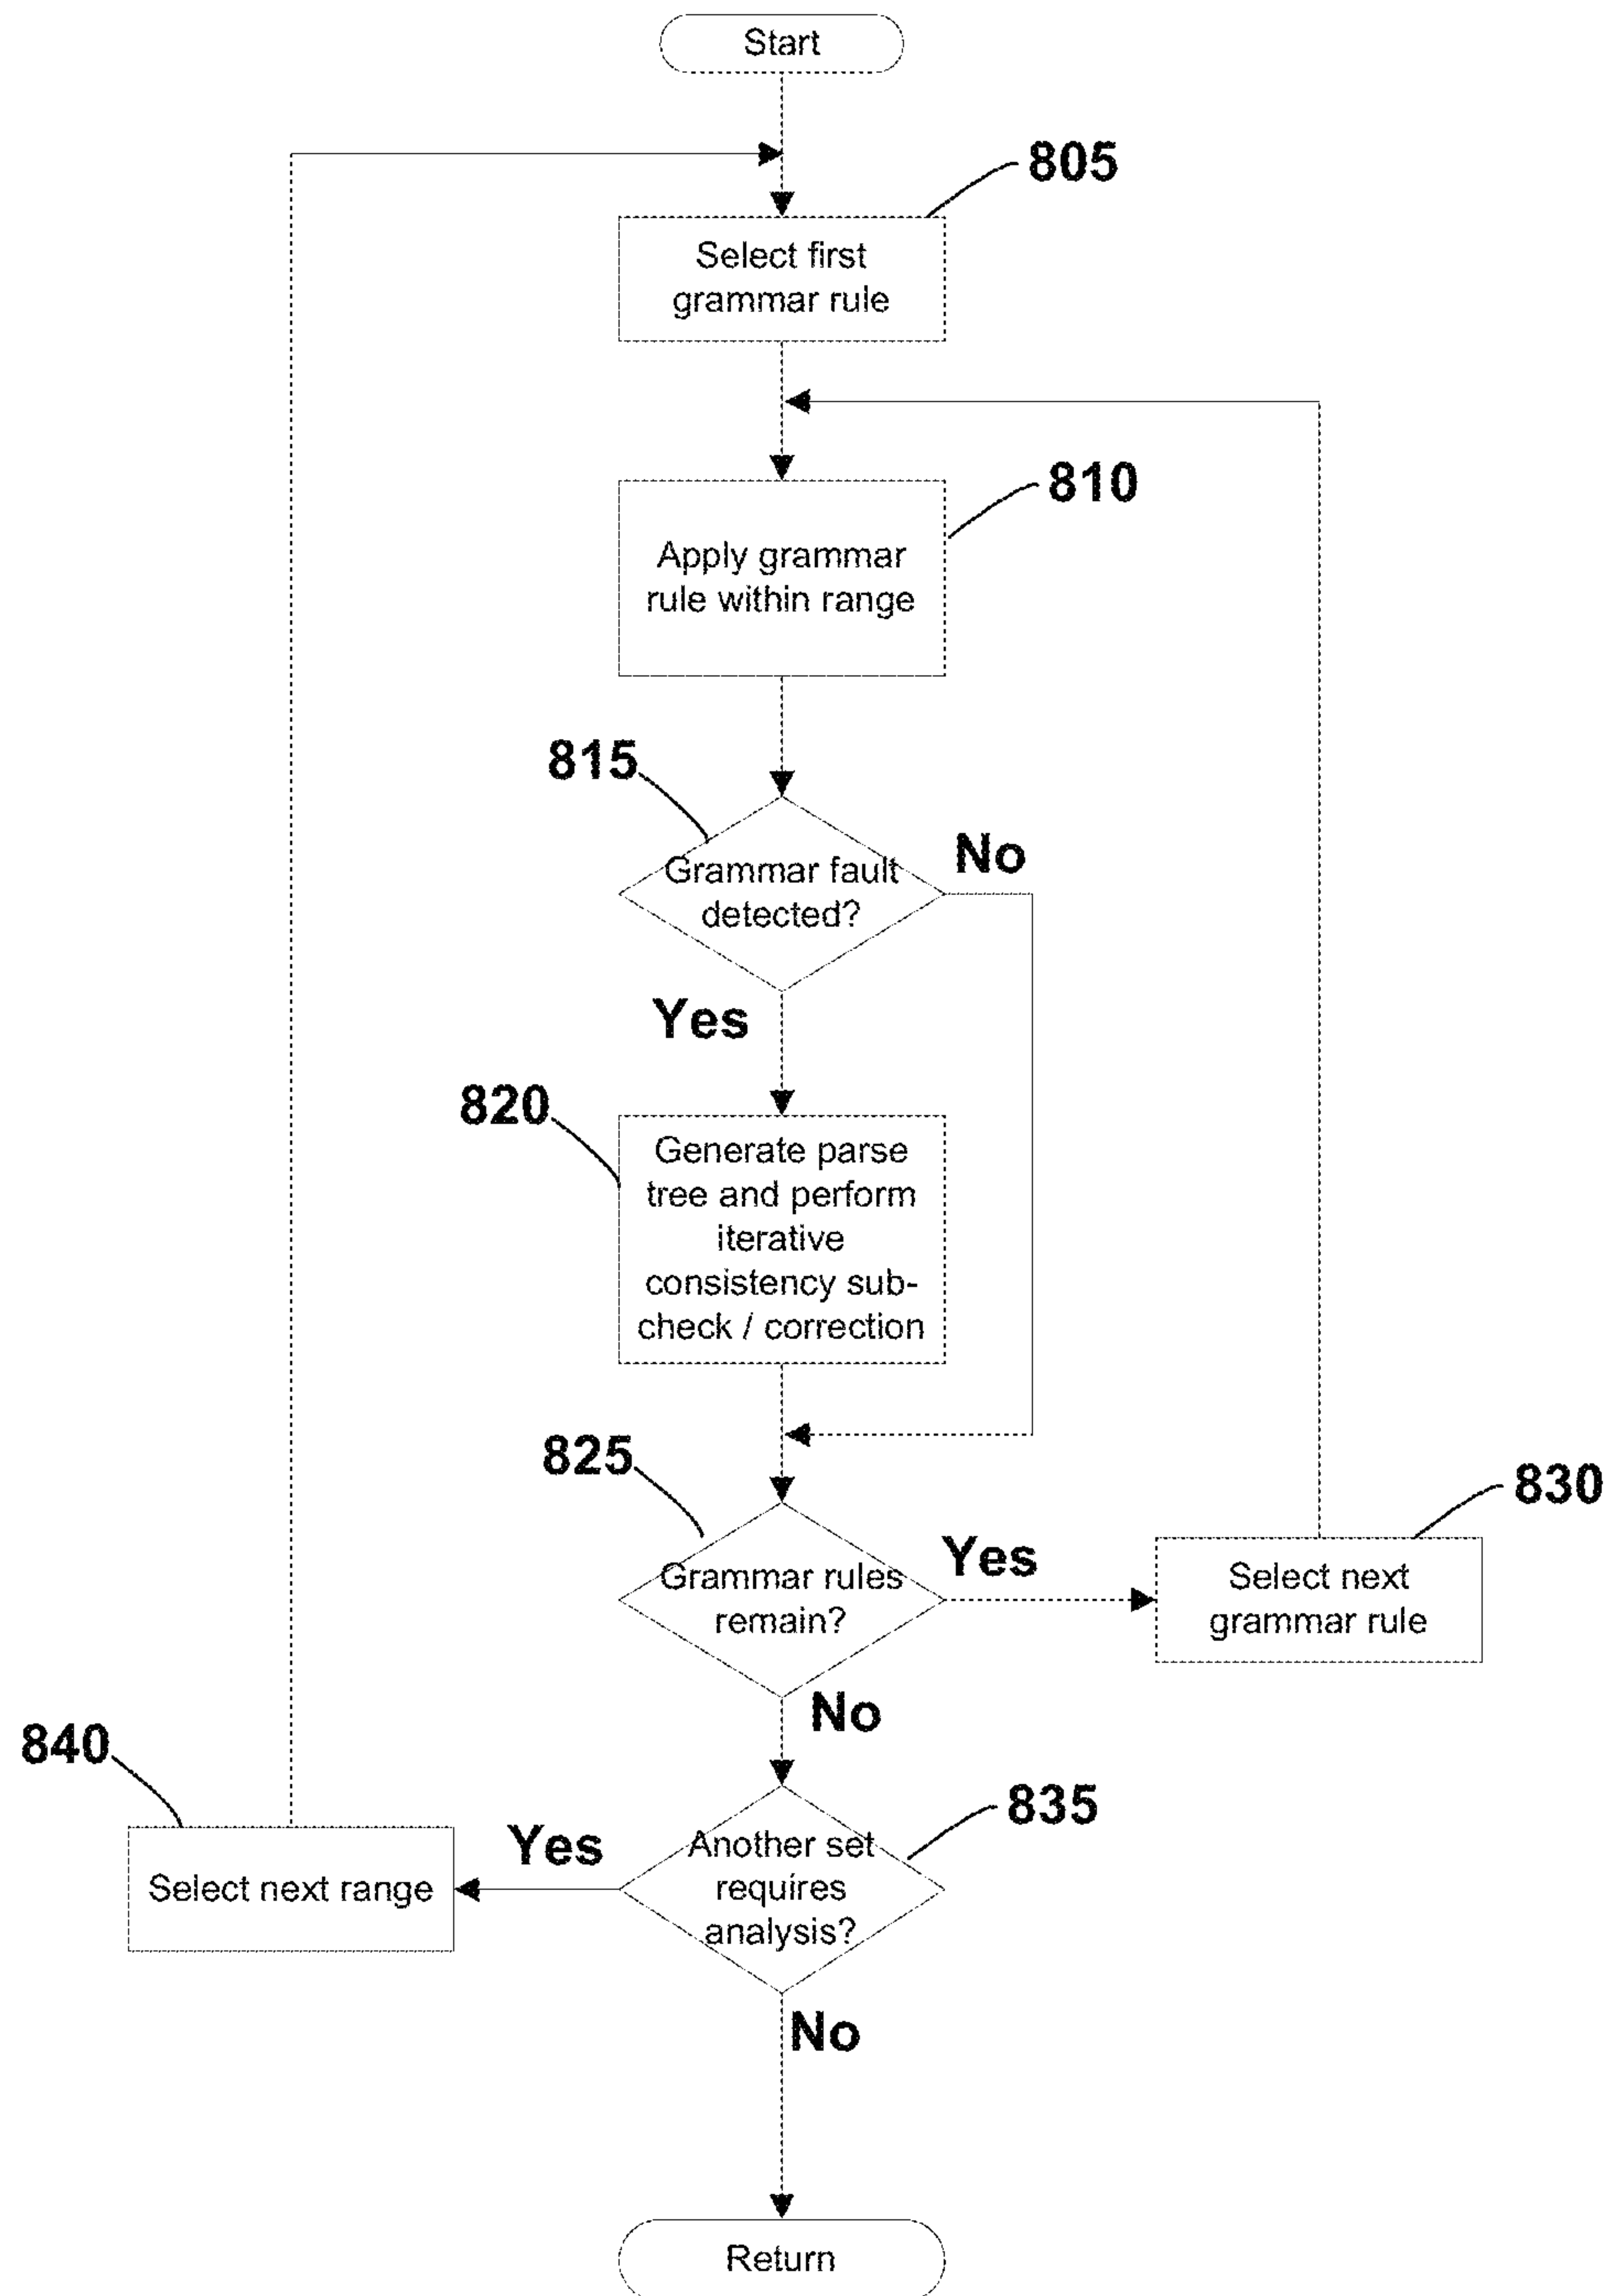 Start
805
Select first
grammar rule
810
Apply grammar
rule within range
815
Grammar fault
detected?
No
Yes
820
Generate parse
tree and perform
iterative
consistency sub-
check / correction
825
Grammar rules
remain?
Yes
830
Select next
grammar rule
No
840
Select next range
Yes
835
Another set
requires
analysis?
No
Return